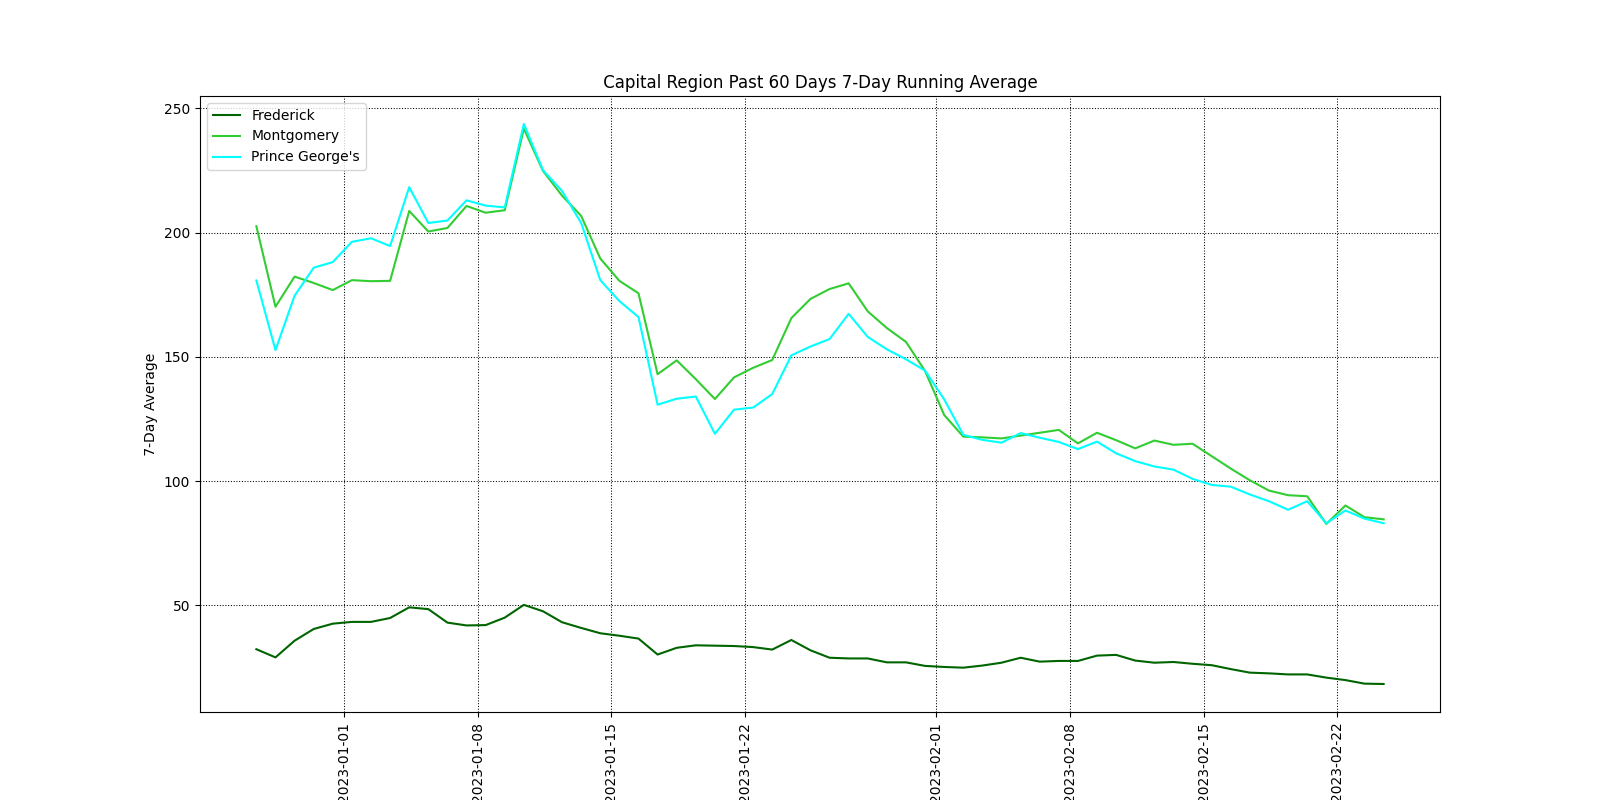 Capital Region Past 60 Days 7-Day Running Average
Frederick
Montgomery
Prince George's
7-Day Average
250
200
150
100
50
2023-01-01
2023-01-08
2023-01-15
2023-01-22
2023-02-01
2023-02-08
2023-02-15
2023-02-22